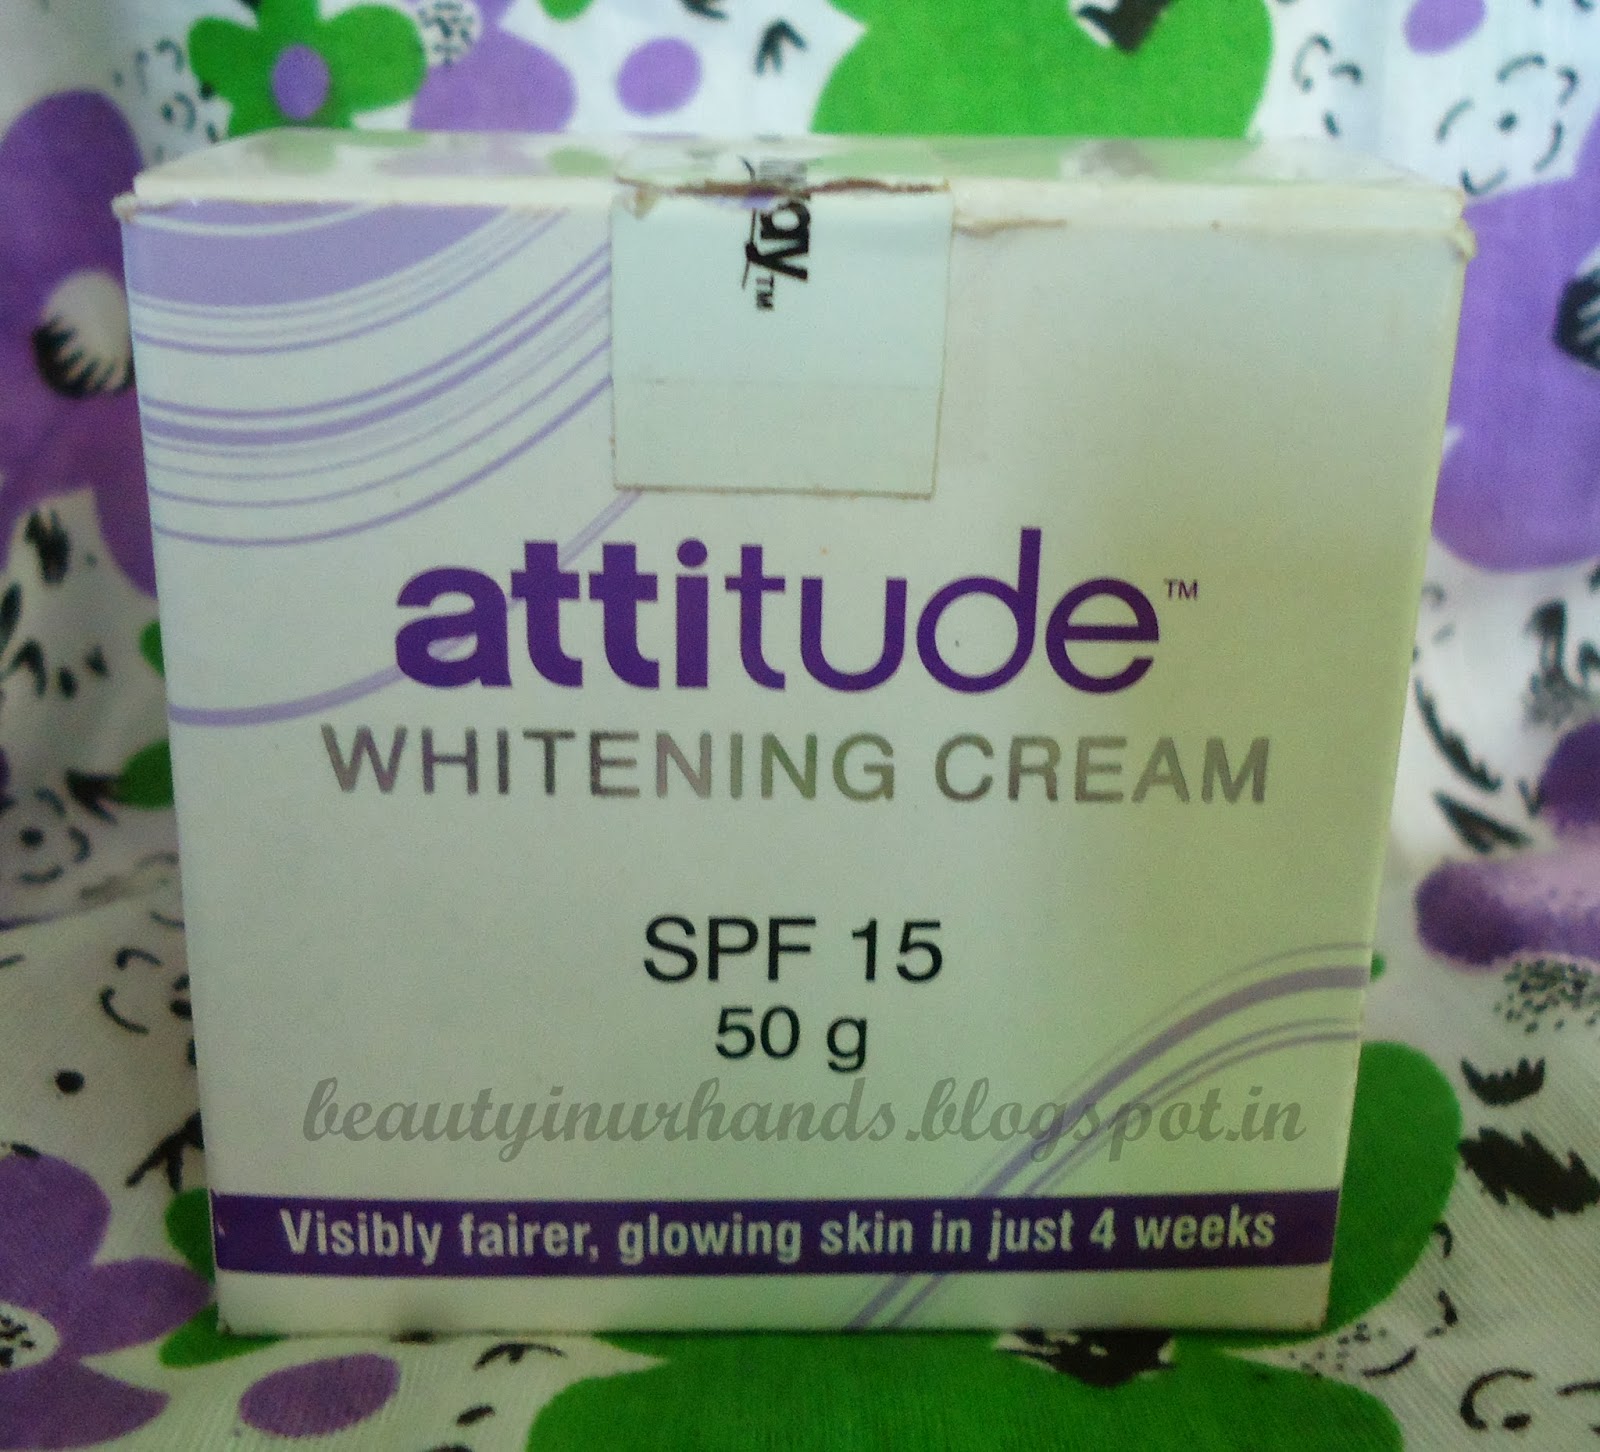 attitude™
WHITENING CREAM
SPF 15
50 g
beautyinurhands.blogspot.in
Visibly fairer, glowing skin in just 4 weeks